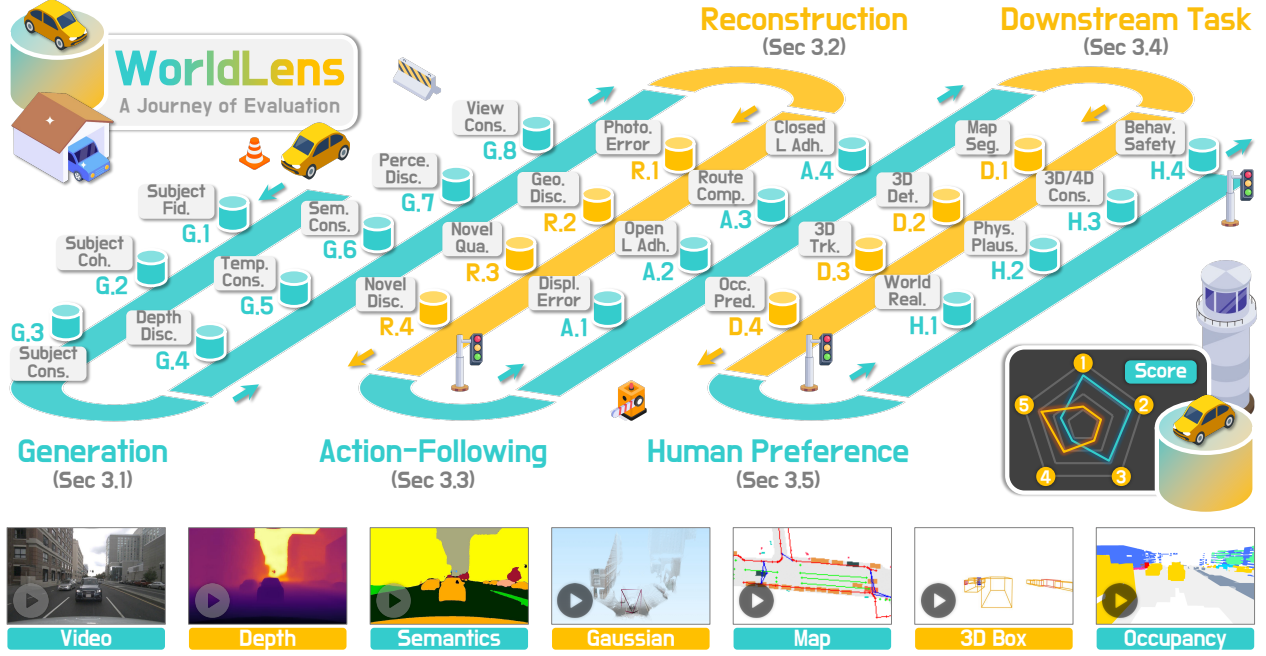 WorldLens
A Journey of Evaluation
Reconstruction
(Sec 3.2)
Downstream Task
(Sec 3.4)
Subject
Fid.
G.1
Subject
Coh.
G.2
G.3
Subject
Cons.
Depth
Disc.
G.4
Temp.
Cons.
G.5
Sem.
Cons.
G.6
Perce.
Disc.
G.7
View
Cons.
G.8
Photo.
Error
R.1
Geo.
Disc.
R.2
Novel
Qua.
R.3
Novel
Disc.
R.4
Displ.
Error
A.1
Open
L Adh.
A.2
Route
Comp.
A.3
Closed
L Adh.
A.4
Map
Seg.
D.1
3D
Det.
D.2
3D
Trk.
D.3
Occ.
Pred.
D.4
World
Real.
H.1
Phys.
Plaus.
H.2
3D/4D
Cons.
H.3
Behav.
Safety
H.4
Score
1
2
3
4
5
Generation
(Sec 3.1)
Action-Following
(Sec 3.3)
Human Preference
(Sec 3.5)
Video
Depth
Semantics
Gaussian
Map
3D Box
Occupancy